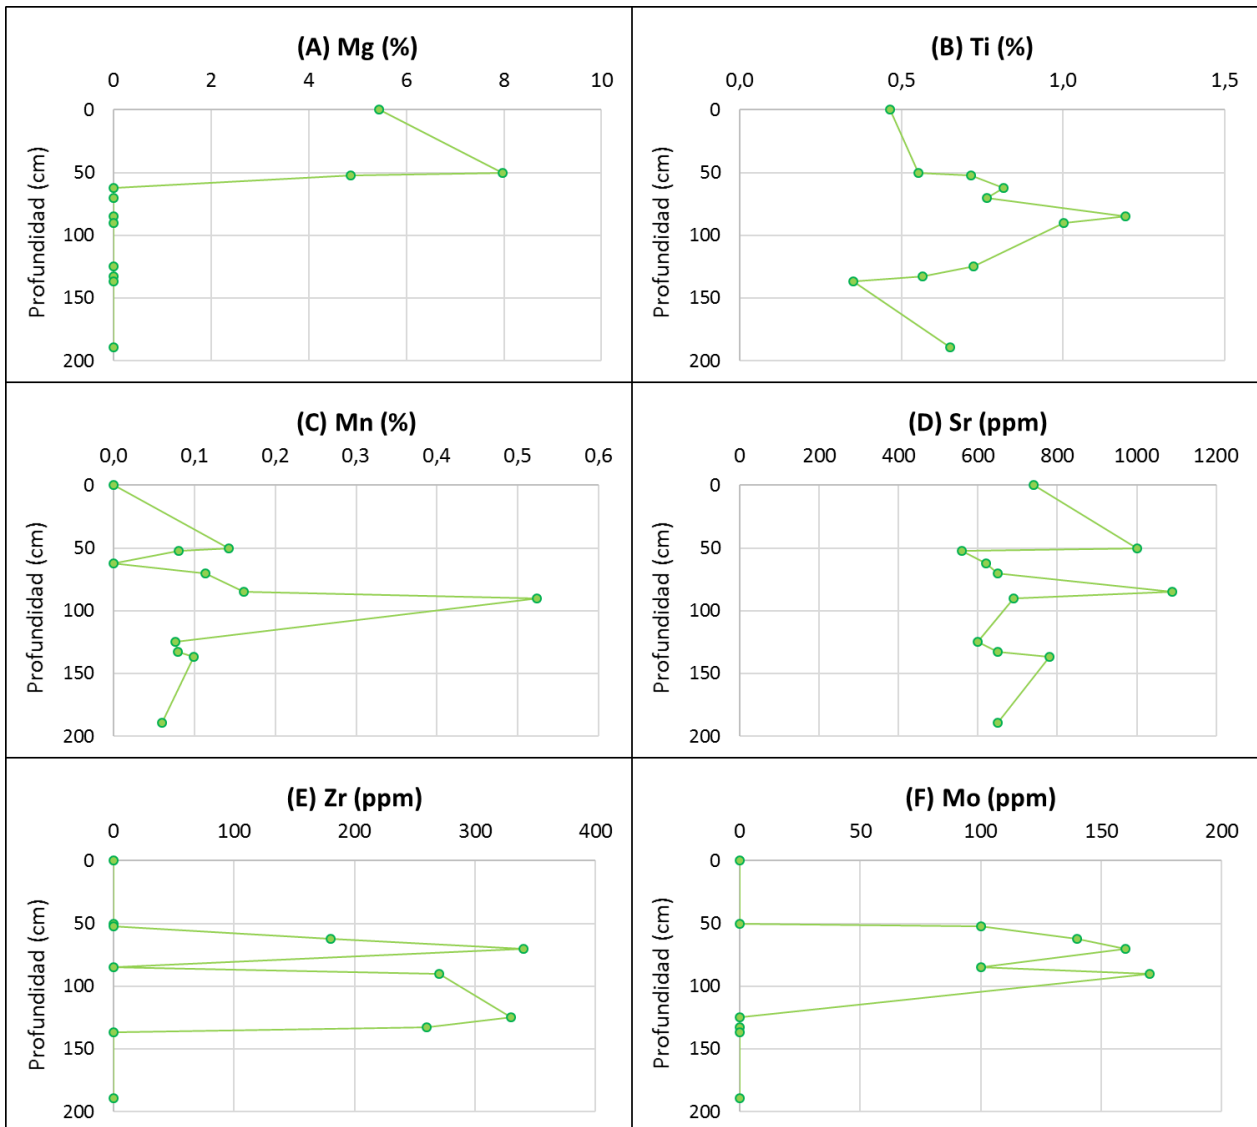 (A) Mg (%)
0 2 4 6 8 10
Profundidad (cm)
0
50
100
150
200
(B) Ti (%)
0,0 0,5 1,0 1,5
Profundidad (cm)
0
50
100
150
200
(C) Mn (%)
0,0 0,1 0,2 0,3 0,4 0,5 0,6
Profundidad (cm)
0
50
100
150
200
(D) Sr (ppm)
0 200 400 600 800 1000 1200
Profundidad (cm)
0
50
100
150
200
(E) Zr (ppm)
0 100 200 300 400
Profundidad (cm)
0
50
100
150
200
(F) Mo (ppm)
0 50 100 150 200
Profundidad (cm)
0
50
100
150
200